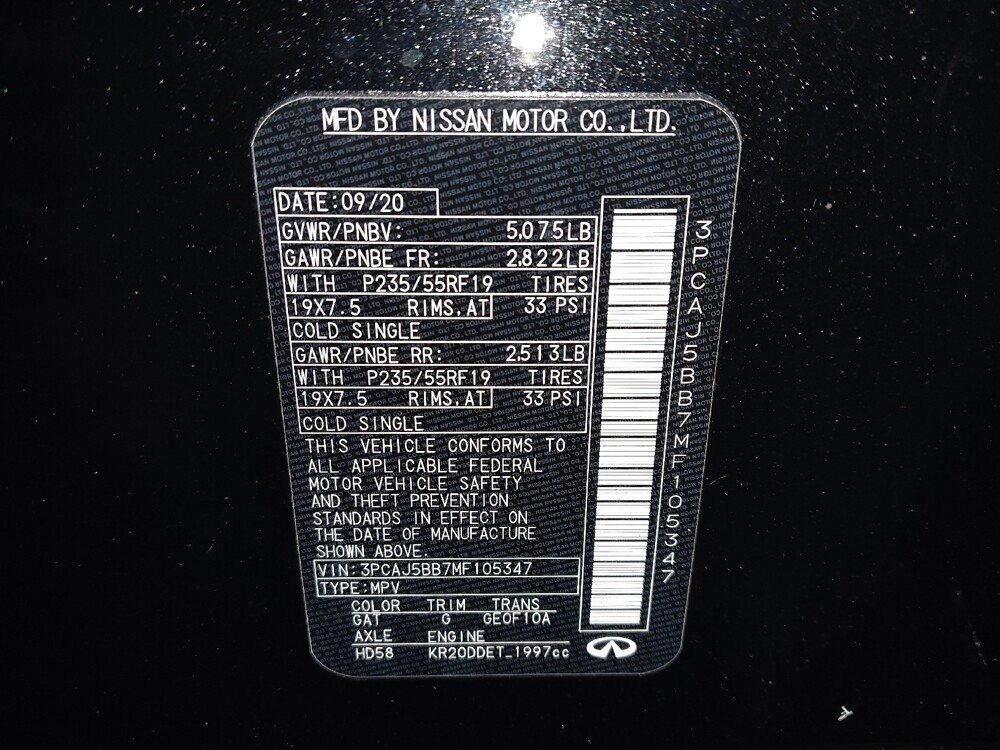 MFD BY NISSAN MOTOR CO.,LTD.
DATE:09/20
GVWR/PNBV: 5,075LB
GAWR/PNBE FR: 2,822LB
WITH P235/55RF19 TIRES
19X7.5 RIMS,AT 33 PSI
COLD SINGLE
GAWR/PNBE RR: 2,513LB
WITH P235/55RF19 TIRES
19X7.5 RIMS,AT 33 PSI
COLD SINGLE
THIS VEHICLE CONFORMS TO
ALL APPLICABLE FEDERAL
MOTOR VEHICLE SAFETY
AND THEFT PREVENTION
STANDARDS IN EFFECT ON
THE DATE OF MANUFACTURE
SHOWN ABOVE.
VIN:3PCAJ5BB7MF105347
TYPE:MPV
COLOR TRIM TRANS
GAT G GEOF10A
AXLE ENGINE
HD58 KR20DDET_1997cc
3PCAJ5BB7MF105347